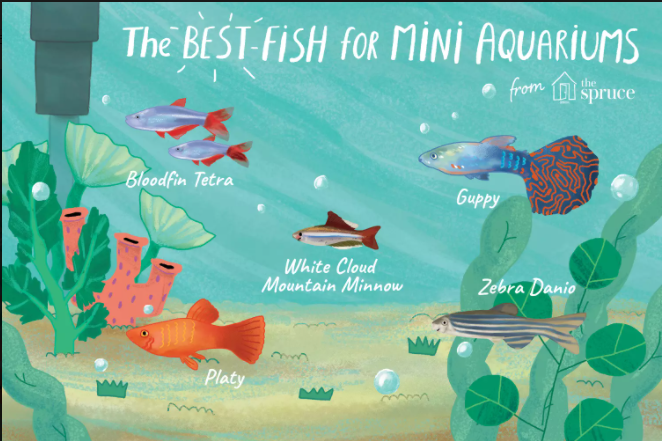 The BEST FISH FOR MINI AQUARIUMS
from the spruce
Bloodfin Tetra
Guppy
White Cloud
Mountain Minnow
Zebra Danio
Platy